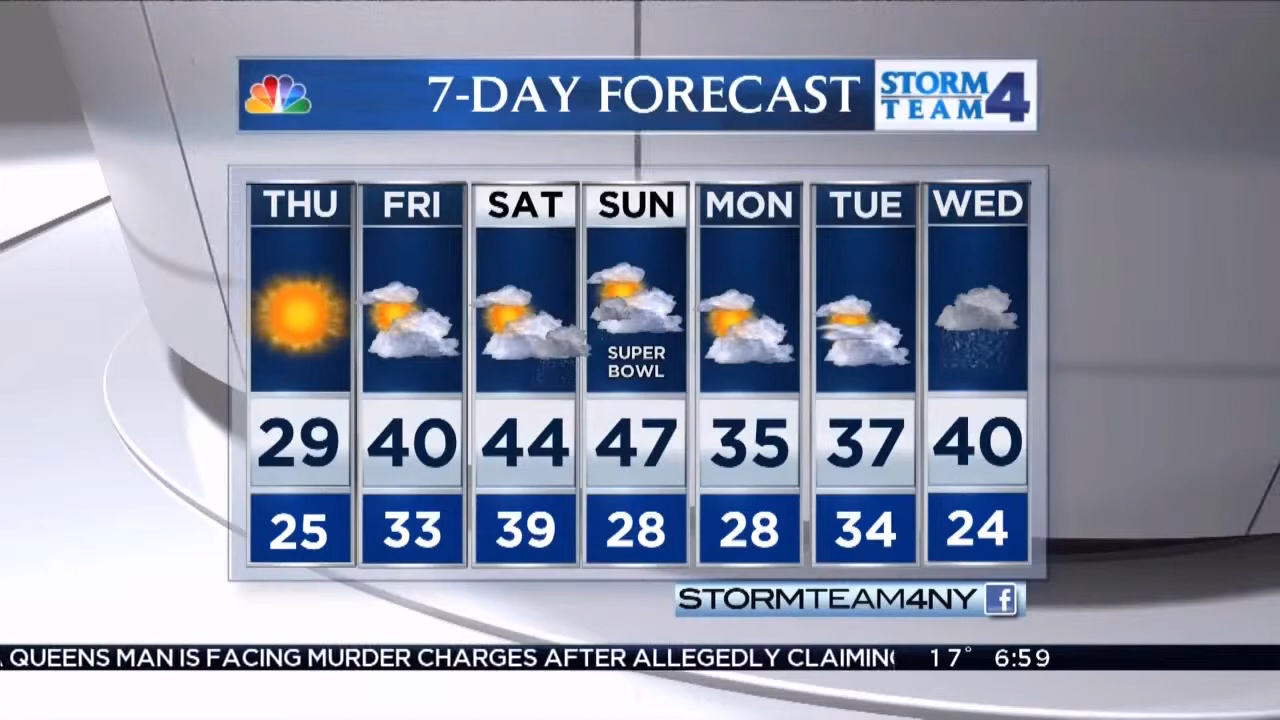 7-DAY FORECAST
STORM
TEAM 4
THU FRI SAT SUN MON TUE WED
SUPER
BOWL
29 40 44 47 35 37 40
25 33 39 28 28 34 24
STORMTEAM4NY f
QUEENS MAN IS FACING MURDER CHARGES AFTER ALLEGEDLY 17° 6:59